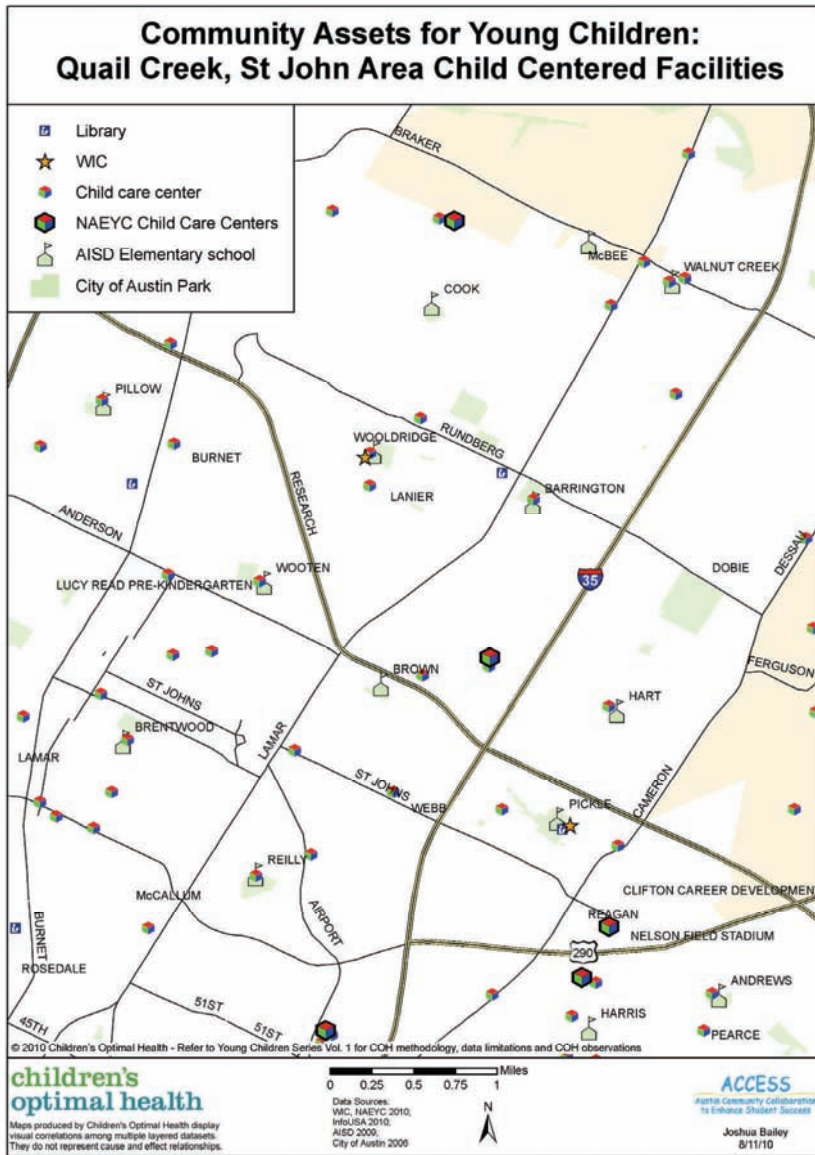 Community Assets for Young Children:
Quail Creek, St John Area Child Centered Facilities
Library
WIC
Child care center
NAEYC Child Care Centers
AISD Elementary school
City of Austin Park
BRAKER
McBEE
WALNUT CREEK
COOK
PILLOW
WOOLDRIDGE
RUNDBERG
BURNET
RESEARCH
LANIER
BARRINGTON
ANDERSON
DESSAU
WOOTEN
35
DOBIE
LUCY READ PRE-KINDERGARTEN
BROWN
FERGUSON
ST JOHNS
HART
BRENTWOOD
LAMAR
LAMAR
ST JOHNS
WEBB
PICKLE
CAMERON
REILLY
McCALLUM
AIRPORT
CLIFTON CAREER DEVELOPMEN
REAGAN
NELSON FIELD STADIUM
BURNET
290
ROSEDALE
ANDREWS
51ST
51ST
HARRIS
PEARCE
45TH
© 2010 Children's Optimal Health - Refer to Young Children Series Vol. 1 for COH methodology, data limitations and COH observations
children's
optimal health
Maps produced by Children's Optimal Health display
visual correlations among multiple layered datasets.
They do not represent cause and effect relationships.
Miles
0 0.25 0.5 0.75 1
Data Sources:
WIC, NAEYC 2010;
InfoUSA 2010;
AISD 2009;
City of Austin 2006
N
ACCESS
Austin Community Collaboration
to Enhance Student Success
Joshua Bailey
8/11/10